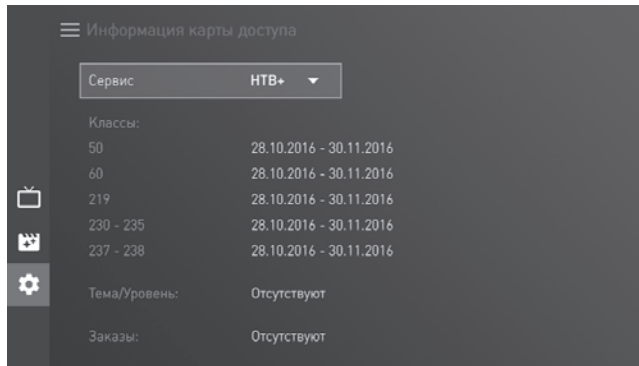 Информация карты доступа
Сервис НТВ+
Классы:
50 28.10.2016 - 30.11.2016
60 28.10.2016 - 30.11.2016
219 28.10.2016 - 30.11.2016
230 - 235 28.10.2016 - 30.11.2016
237 - 238 28.10.2016 - 30.11.2016
Тема/Уровень: Отсутствуют
Заказы: Отсутствуют